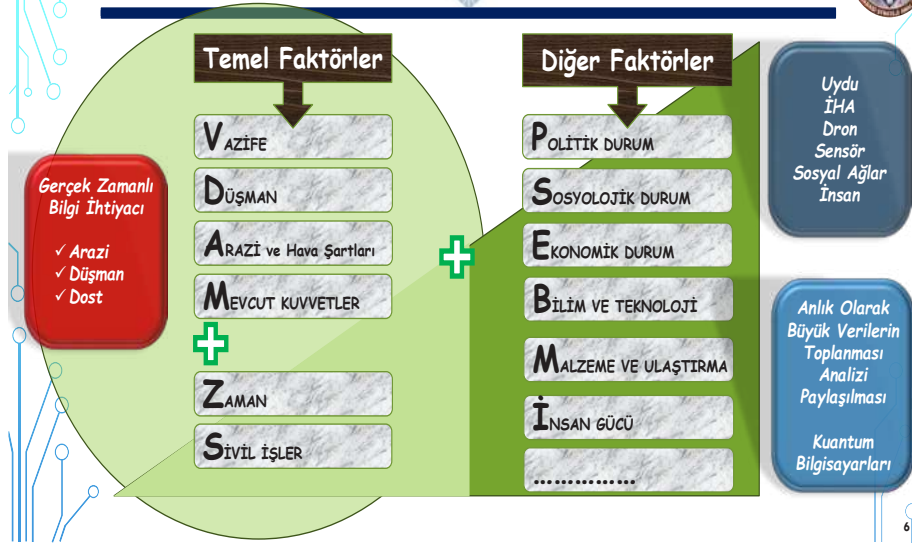 Temel Faktörler
VAZİFE
DÜŞMAN
ARAZİ ve Hava Şartları
MEVCUT KUVVETLER
ZAMAN
SİVİL İŞLER
Gerçek Zamanlı
Bilgi İhtiyacı
✓ Arazi
✓ Düşman
✓ Dost
Diğer Faktörler
POLİTİK DURUM
SOSYOLOJİK DURUM
EKONOMİK DURUM
BİLİM VE TEKNOLOJİ
MALZEME VE ULAŞTIRMA
İNSAN GÜCÜ
……………
Uydu
İHA
Dron
Sensör
Sosyal Ağlar
İnsan
Anlık Olarak
Büyük Verilerin
Toplanması
Analizi
Paylaşılması
Kuantum
Bilgisayarları
6